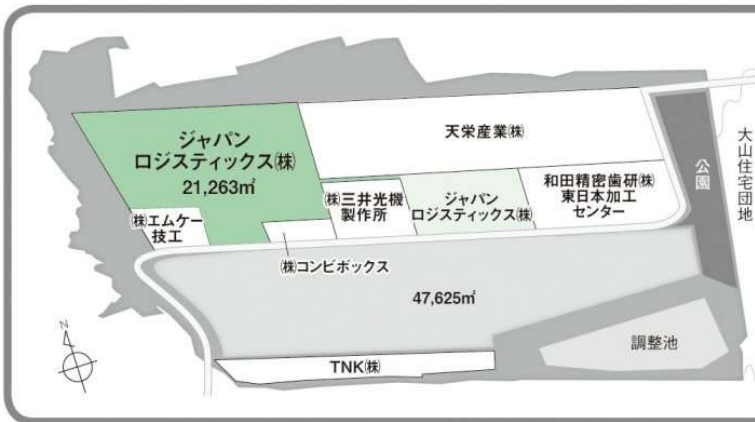 ジャパン
ロジスティックス㈱
21,263㎡
天栄産業㈱
㈱エムケー
技工
㈱三井光機
製作所
ジャパン
ロジスティックス㈱
和田精密歯研㈱
東日本加工
センター
公園
大山住宅団地
㈱コンビボックス
47,625㎡
調整池
TNK㈱
N